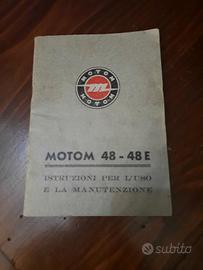 MOTOM
M
MOTOM
MOTOM 48 - 48 E
ISTRUZIONI PER L'USO
E LA MANUTENZIONE
subito